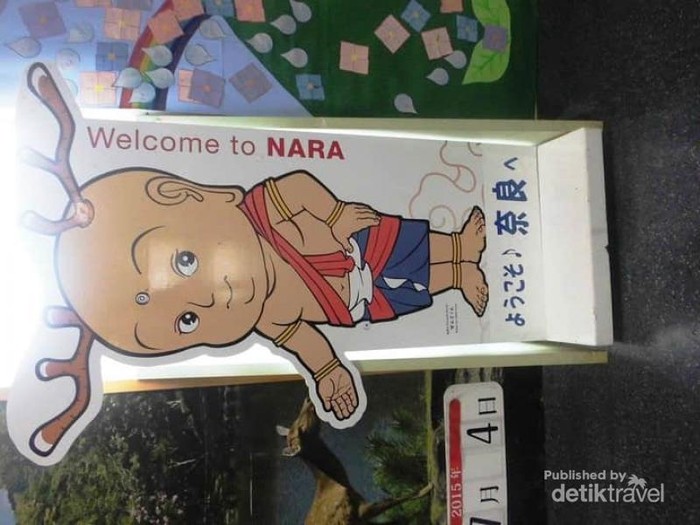 Welcome to NARA
ようこそ♪ 奈良へ
2015年
月
4日
Published by
detiktravel